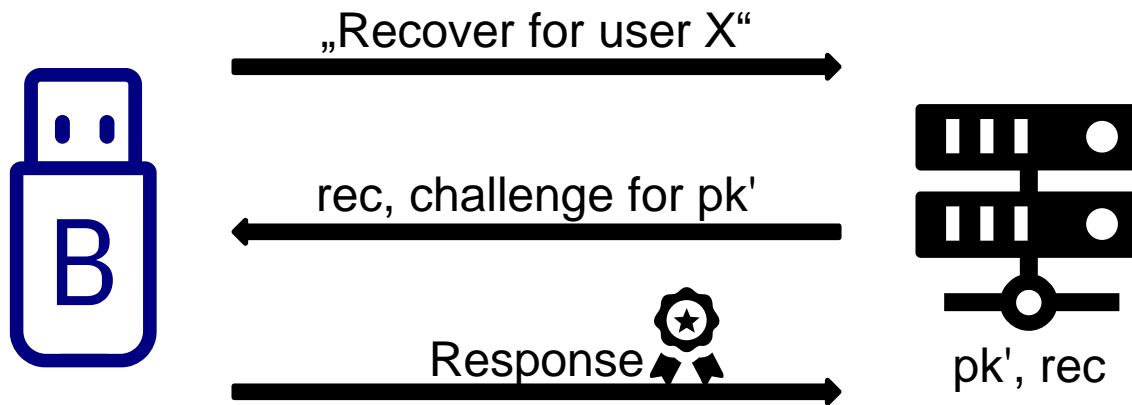 „Recover for user X“
B
rec, challenge for pk'
Response
pk', rec